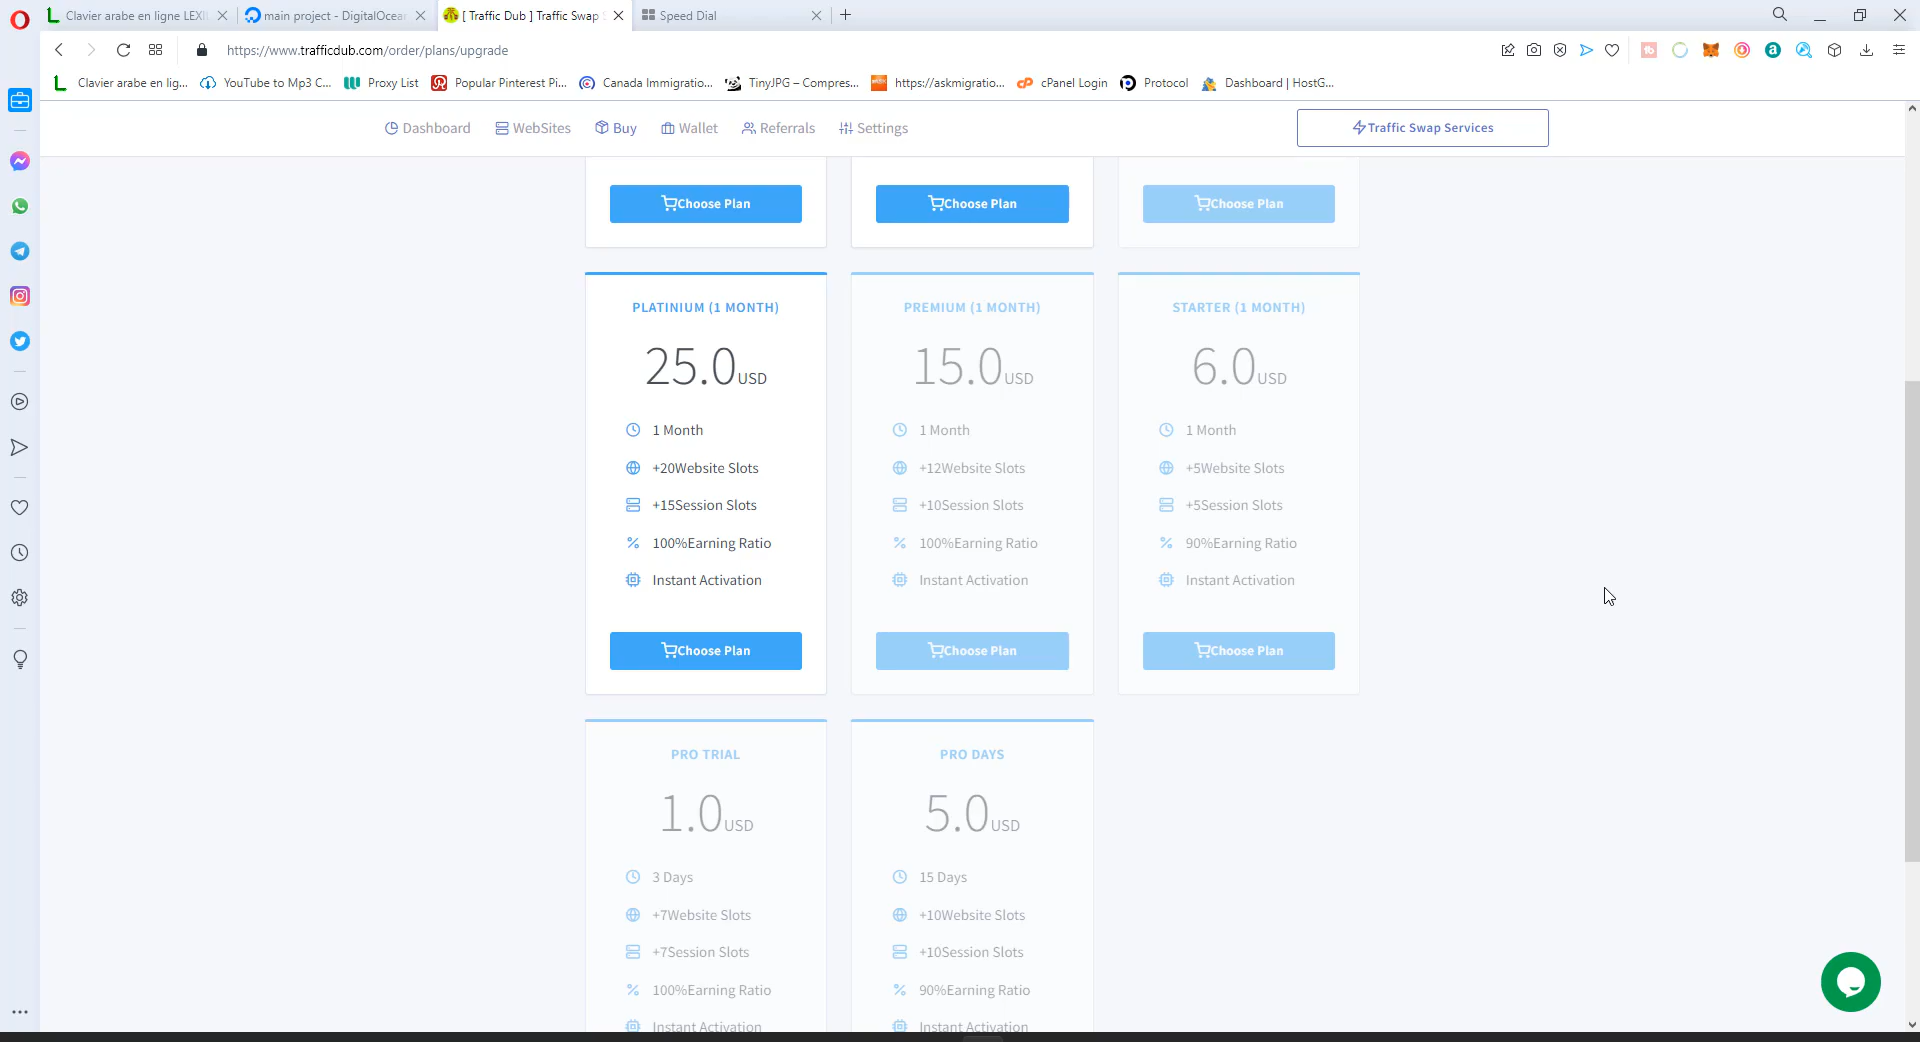 Clavier arabe en ligne LEXI
main project - DigitalOcea
[ Traffic Dub ] Traffic Swap
Speed Dial
https://www.trafficdub.com/order/plans/upgrade
Clavier arabe en lig...
YouTube to Mp3 C...
Proxy List
Popular Pinterest Pi...
Canada Immigratio...
TinyJPG – Compres...
https://askmigratio...
cPanel Login
Protocol
Dashboard | HostG...
Dashboard
WebSites
Buy
Wallet
Referrals
Settings
Traffic Swap Services
Choose Plan
Choose Plan
Choose Plan
PLATINIUM (1 MONTH)
25.0USD
1 Month
+20Website Slots
+15Session Slots
100%Earning Ratio
Instant Activation
Choose Plan
PREMIUM (1 MONTH)
15.0USD
1 Month
+12Website Slots
+10Session Slots
100%Earning Ratio
Instant Activation
Choose Plan
STARTER (1 MONTH)
6.0USD
1 Month
+5Website Slots
+5Session Slots
90%Earning Ratio
Instant Activation
Choose Plan
PRO TRIAL
1.0USD
3 Days
+7Website Slots
+7Session Slots
100%Earning Ratio
Instant Activation
PRO DAYS
5.0USD
15 Days
+10Website Slots
+10Session Slots
90%Earning Ratio
Instant Activation